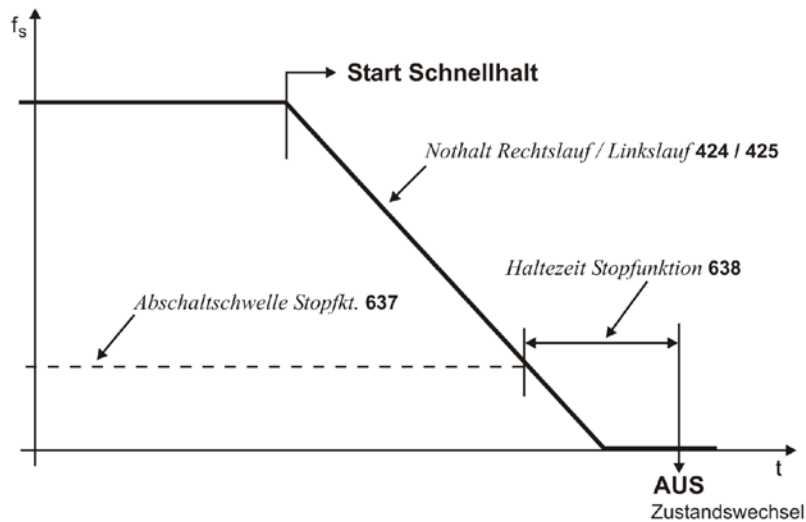 fs
Start Schnellhalt
Nothalt Rechtslauf / Linkslauf 424 / 425
Haltezeit Stopfunktion 638
Abschaltschwelle Stopfkt. 637
t
AUS
Zustandswechsel